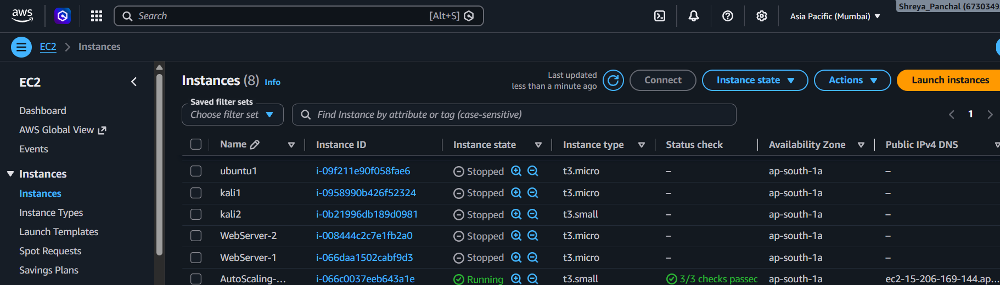 aws
Search [Alt+S]
Asia Pacific (Mumbai)
Shreya_Panchal (6730349
EC2 Instances
EC2
Dashboard
AWS Global View
Events
Instances
Instances
Instance Types
Launch Templates
Spot Requests
Savings Plans
Instances (8) Info
Last updated
less than a minute ago
Connect
Instance state
Actions
Launch instances
Saved filter sets
Choose filter set
Find Instance by attribute or tag (case-sensitive)
1
Name Instance ID Instance state Instance type Status check Availability Zone Public IPv4 DNS
ubuntu1 i-09f211e90f058fae6 Stopped t3.micro – ap-south-1a –
kali1 i-0958990b426f52324 Stopped t3.micro – ap-south-1a –
kali2 i-0b21996db189d0981 Stopped t3.small – ap-south-1a –
WebServer-2 i-008444c2c7e1fb2a0 Stopped t3.micro – ap-south-1a –
WebServer-1 i-066daa1502cabf9d3 Stopped t3.micro – ap-south-1a –
AutoScaling-... i-066c0037eeb643a1e Running t3.small 3/3 checks passed ap-south-1a ec2-15-206-169-144.ap...